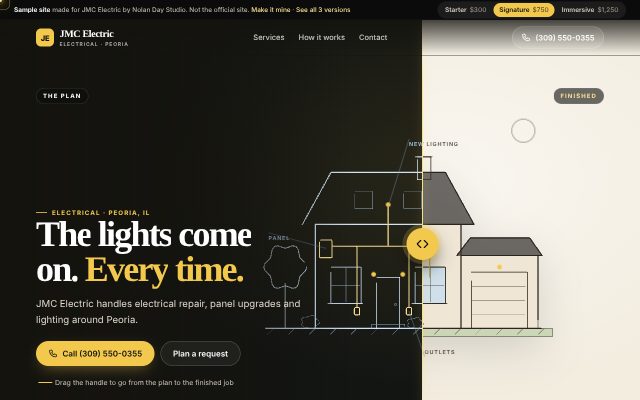 Sample site made for JMC Electric by Nolan Day Studio. Not the official site. Make it mine · See all 3 versions
Starter $300 Signature $750 Immersive $1,250
JE JMC Electric
ELECTRICAL · PEORIA
Services How it works Contact
(309) 550-0355
THE PLAN
FINISHED
NEW LIGHTING
ELECTRICAL · PEORIA, IL
The lights come
on. Every time.
PANEL
JMC Electric handles electrical repair, panel upgrades and
lighting around Peoria.
Call (309) 550-0355 Plan a request
OUTLETS
Drag the handle to go from the plan to the finished job